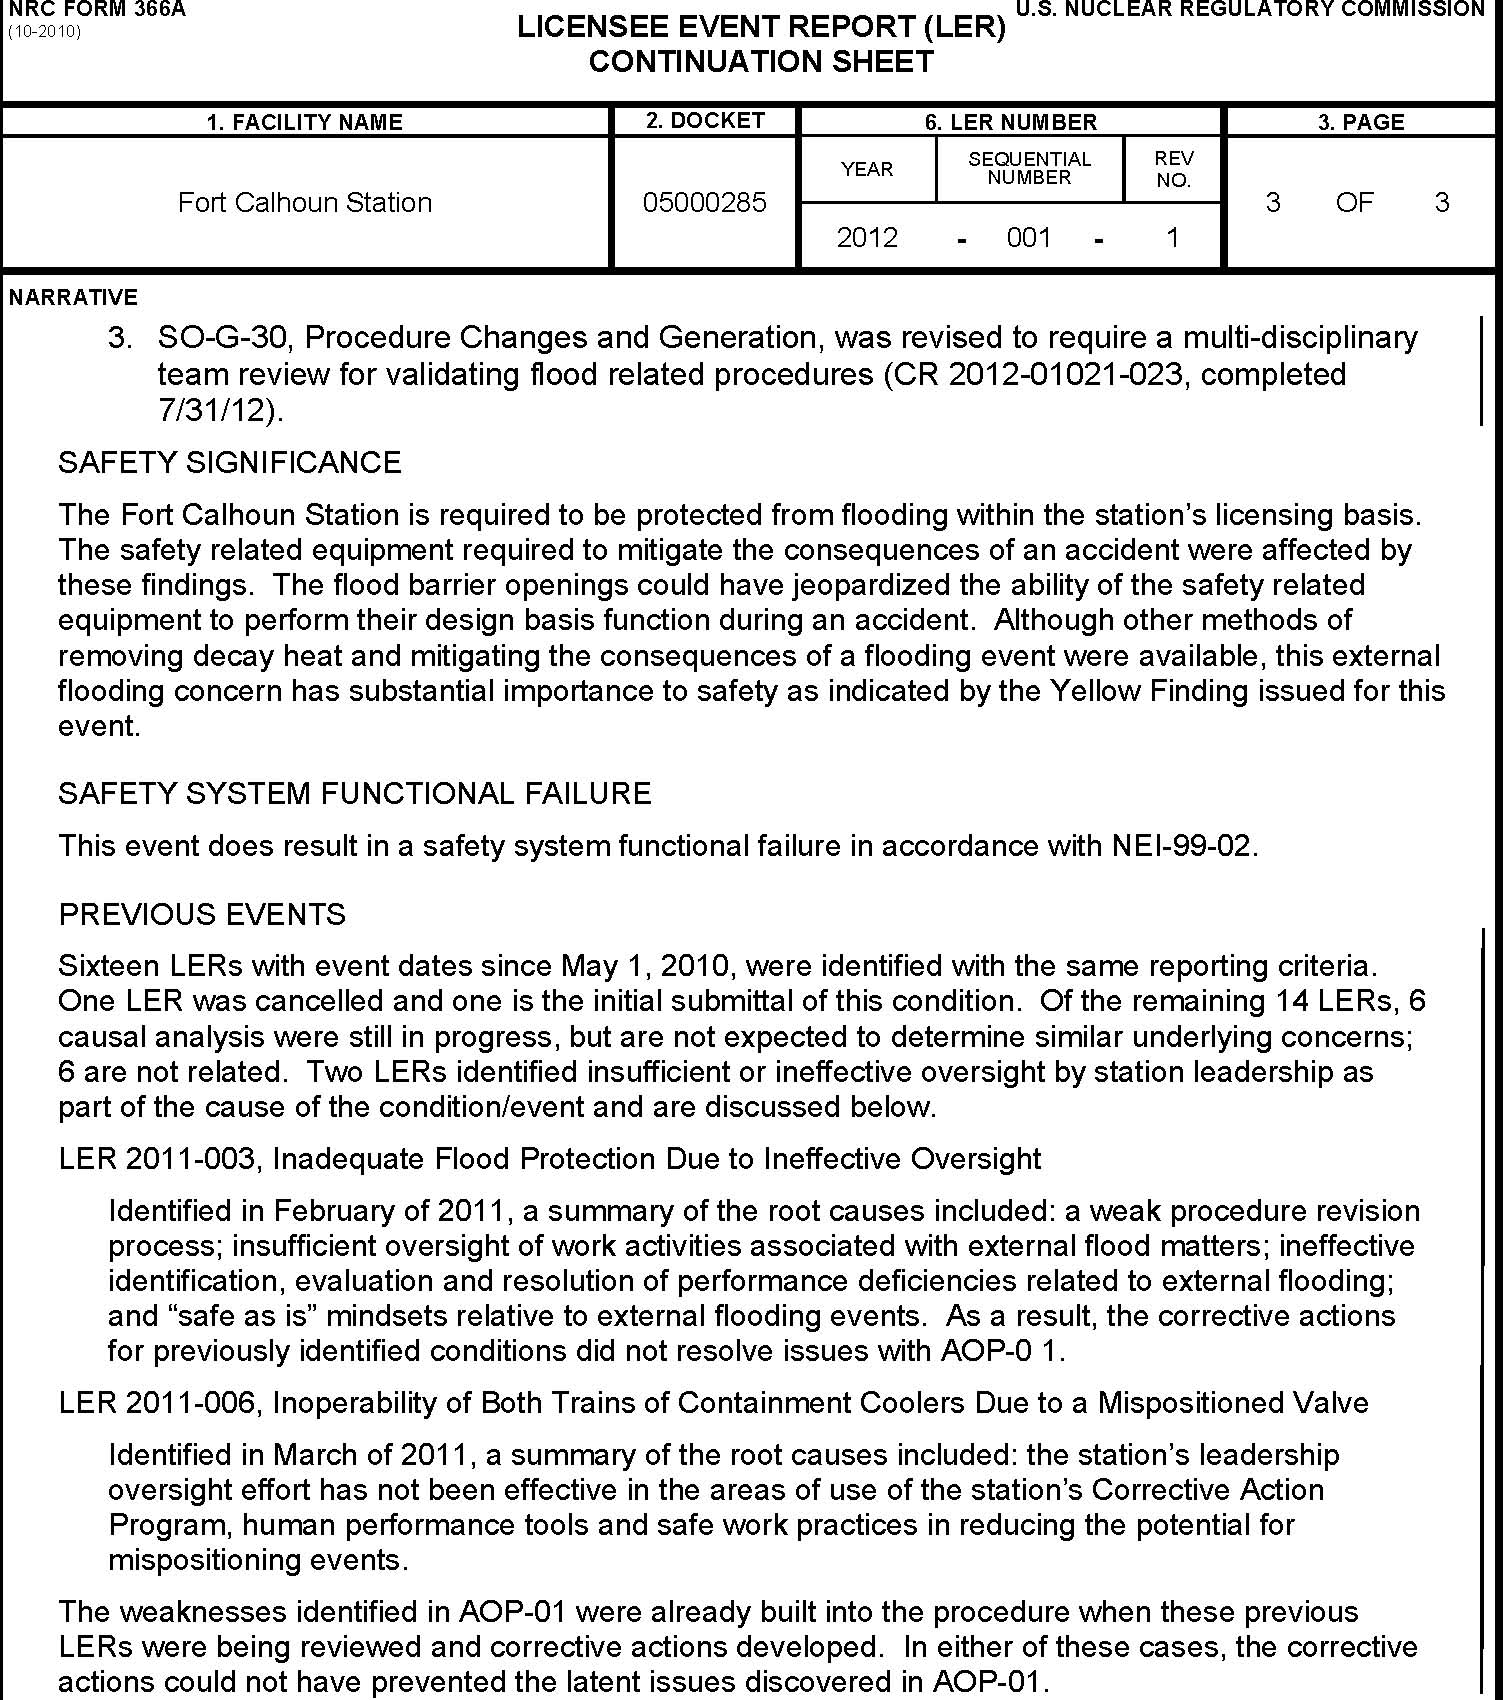 NRC FORM 366A
U.S. NUCLEAR REGULATORY COMMISSION
(10-2010)
LICENSEE EVENT REPORT (LER)
CONTINUATION SHEET
1. FACILITY NAME
2. DOCKET
6. LER NUMBER
3. PAGE
Fort Calhoun Station
05000285
YEAR
SEQUENTIAL
NUMBER
REV
NO.
3 OF 3
2012 - 001 - 1
NARRATIVE
3. SO-G-30, Procedure Changes and Generation, was revised to require a multi-disciplinary
team review for validating flood related procedures (CR 2012-01021-023, completed
7/31/12).
SAFETY SIGNIFICANCE
The Fort Calhoun Station is required to be protected from flooding within the station’s licensing basis.
The safety related equipment required to mitigate the consequences of an accident were affected by
these findings. The flood barrier openings could have jeopardized the ability of the safety related
equipment to perform their design basis function during an accident. Although other methods of
removing decay heat and mitigating the consequences of a flooding event were available, this external
flooding concern has substantial importance to safety as indicated by the Yellow Finding issued for this
event.
SAFETY SYSTEM FUNCTIONAL FAILURE
This event does result in a safety system functional failure in accordance with NEI-99-02.
PREVIOUS EVENTS
Sixteen LERs with event dates since May 1, 2010, were identified with the same reporting criteria.
One LER was cancelled and one is the initial submittal of this condition. Of the remaining 14 LERs, 6
causal analysis were still in progress, but are not expected to determine similar underlying concerns;
6 are not related. Two LERs identified insufficient or ineffective oversight by station leadership as
part of the cause of the condition/event and are discussed below.
LER 2011-003, Inadequate Flood Protection Due to Ineffective Oversight
Identified in February of 2011, a summary of the root causes included: a weak procedure revision
process; insufficient oversight of work activities associated with external flood matters; ineffective
identification, evaluation and resolution of performance deficiencies related to external flooding;
and “safe as is” mindsets relative to external flooding events. As a result, the corrective actions
for previously identified conditions did not resolve issues with AOP-0 1.
LER 2011-006, Inoperability of Both Trains of Containment Coolers Due to a Mispositioned Valve
Identified in March of 2011, a summary of the root causes included: the station’s leadership
oversight effort has not been effective in the areas of use of the station’s Corrective Action
Program, human performance tools and safe work practices in reducing the potential for
mispositioning events.
The weaknesses identified in AOP-01 were already built into the procedure when these previous
LERs were being reviewed and corrective actions developed. In either of these cases, the corrective
actions could not have prevented the latent issues discovered in AOP-01.